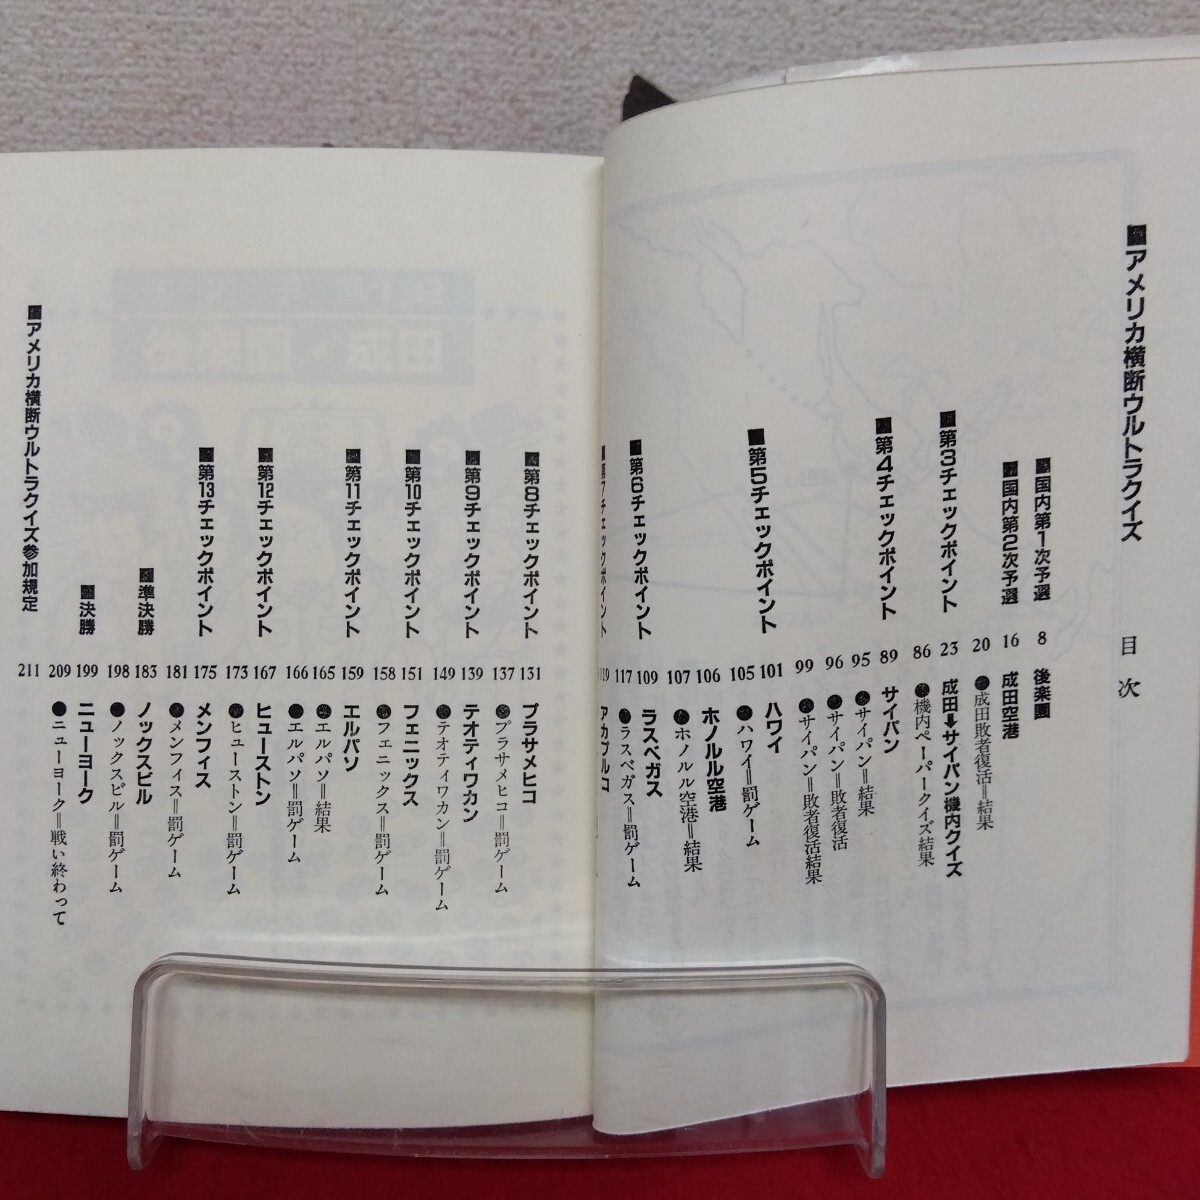 アメリカ横断ウルトラクイズ 目次
国内第1次予選 8 後楽園
国内第2次予選 16 成田空港
20 成田敗者復活＝結果
第3チェックポイント 23 成田➡サイパン機内クイズ
86 機内ペーパークイズ結果
第4チェックポイント 89 サイパン
95 サイパン＝結果
96 サイパン＝敗者復活
99 サイパン＝敗者復活結果
第5チェックポイント 101 ハワイ
105 ハワイ＝罰ゲーム
106 ホノルル空港
107 ホノルル空港＝結果
第6チェックポイント 109 ラスベガス
117 ラスベガス＝罰ゲーム
第7チェックポイント 119 アカプルコ
第8チェックポイント 131 プラサメヒコ
137 プラサメヒコ＝罰ゲーム
第9チェックポイント 139 テオティワカン
149 テオティワカン＝罰ゲーム
第10チェックポイント 151 フェニックス
158 フェニックス＝罰ゲーム
第11チェックポイント 159 エルパソ
165 エルパソ＝結果
166 エルパソ＝罰ゲーム
第12チェックポイント 167 ヒューストン
173 ヒューストン＝罰ゲーム
第13チェックポイント 175 メンフィス
181 メンフィス＝罰ゲーム
準決勝 183 ノックスビル
198 ノックスビル＝罰ゲーム
決勝 199 ニューヨーク
209 ニューヨーク＝戦い終わって
アメリカ横断ウルトラクイズ参加規定 211